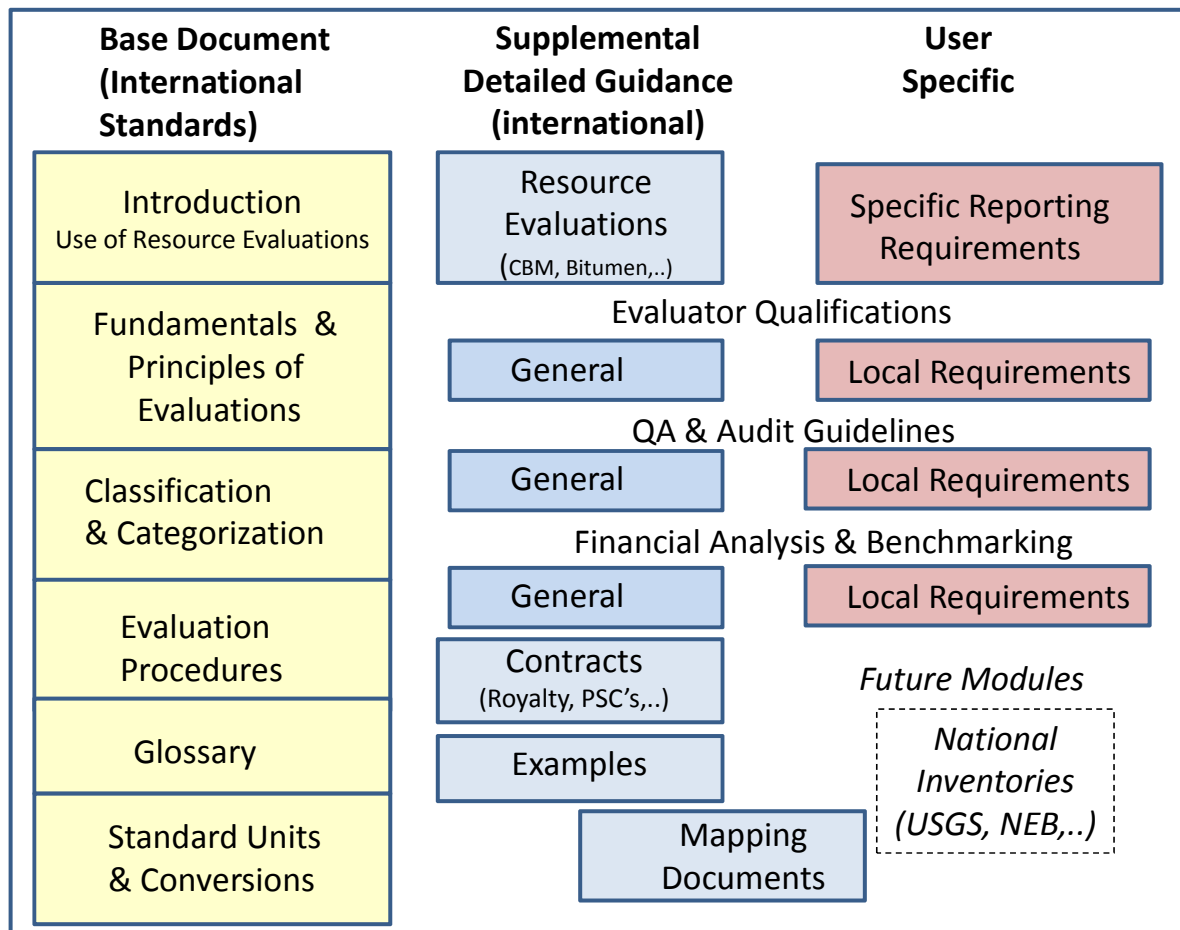 Base Document
(International
Standards)
Supplemental
Detailed Guidance
(international)
User
Specific
Introduction
Use of Resource Evaluations
Fundamentals &
Principles of
Evaluations
Classification
& Categorization
Evaluation
Procedures
Glossary
Standard Units
& Conversions
Resource
Evaluations
(CBM, Bitumen,..)
Specific Reporting
Requirements
Evaluator Qualifications
General
Local Requirements
QA & Audit Guidelines
General
Local Requirements
Financial Analysis & Benchmarking
General
Local Requirements
Contracts
(Royalty, PSC's,..)
Examples
Mapping
Documents
Future Modules
National
Inventories
(USGS, NEB,..)